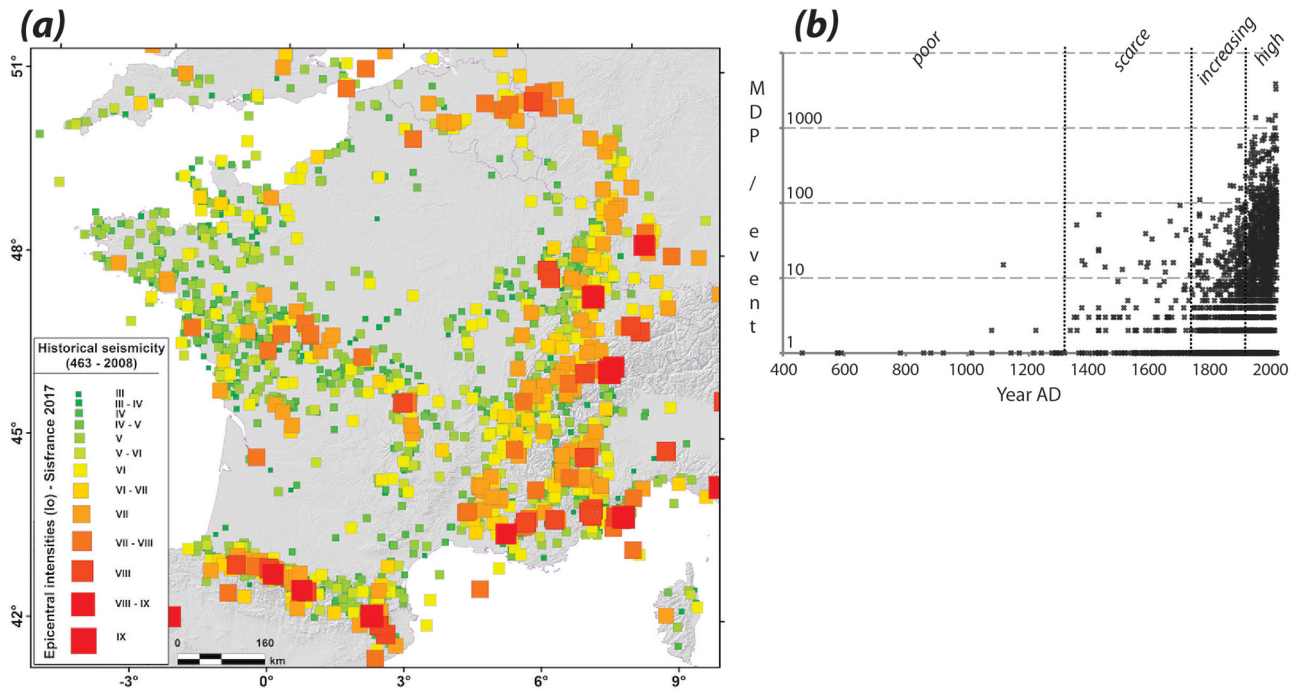 (a)
51°
48°
45°
42°
-3°
0°
3°
6°
9°
Historical seismicity
(463 - 2008)
Epicentral intensities (Io) - Sisfrance 2017
III
III - IV
IV
IV - V
V
V - VI
VI
VI - VII
VII
VII - VIII
VIII
VIII - IX
IX
0 160
km
(b)
poor
scarce
increasing
high
MDP / event
1000
100
10
1
400 600 800 1000 1200 1400 1600 1800 2000
Year AD